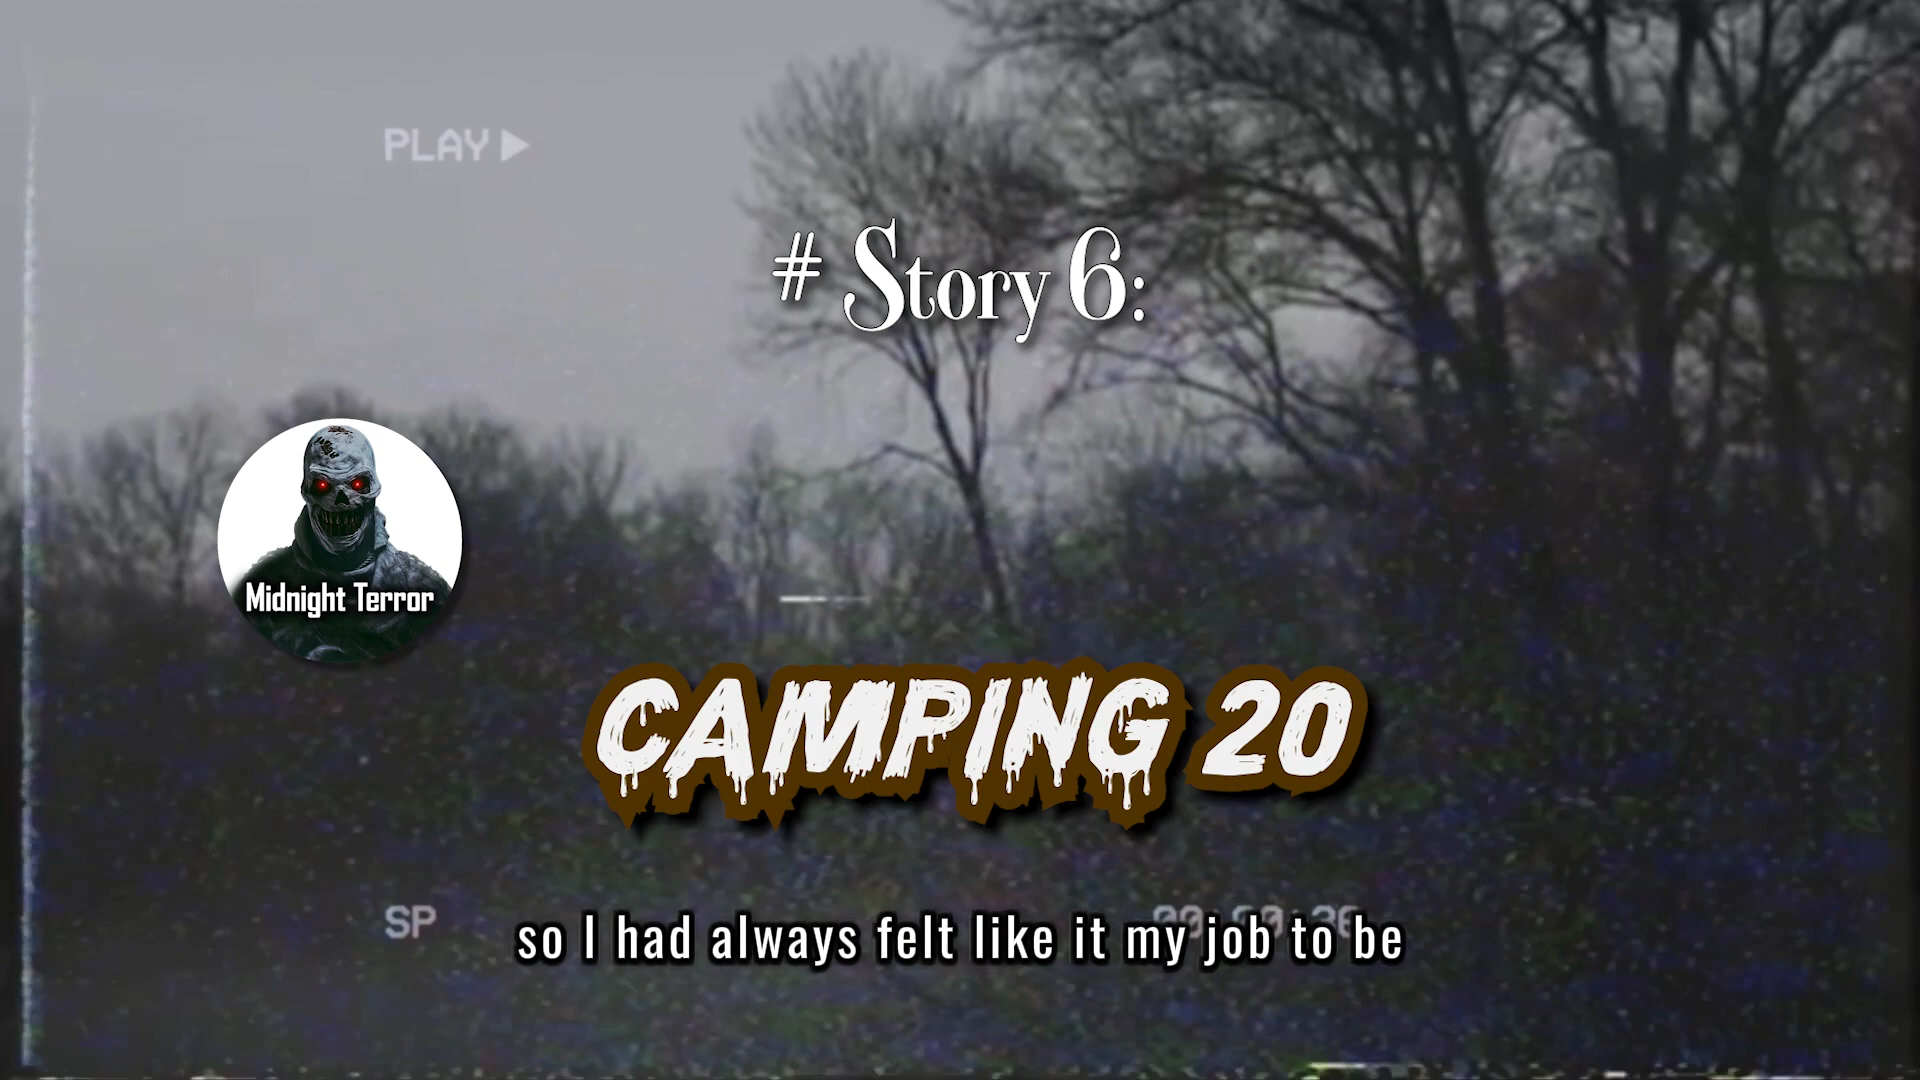 PLAY
# Story 6:
Midnight Terror
CAMPING 20
SP
so I had always felt like it my job to be